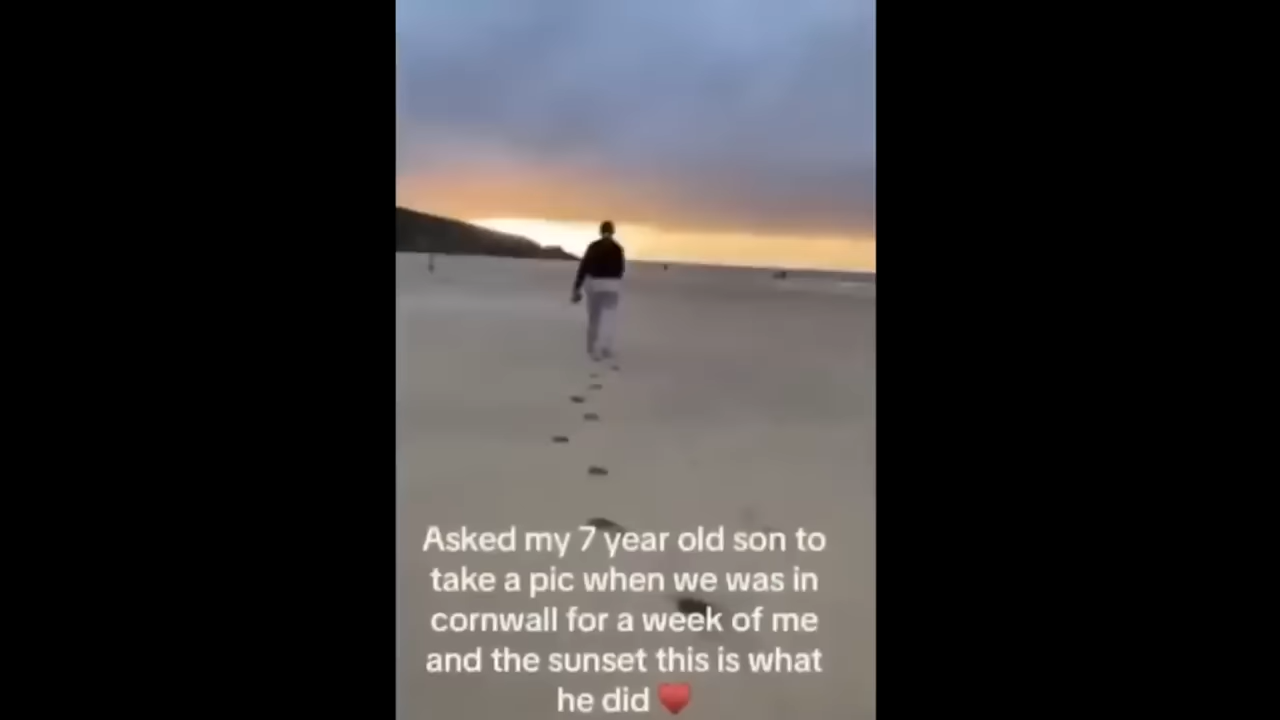 Asked my 7 year old son to
take a pic when we was in
cornwall for a week of me
and the sunset this is what
he did ♥️